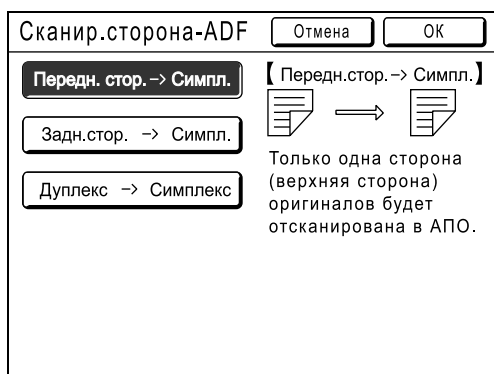 Сканир.сторона-ADF
Отмена
ОК
Передн. стор.–> Симпл.
Задн.стор. –> Симпл.
Дуплекс –> Симплекс
【Передн.стор.–> Симпл.】
Только одна сторона
(верхняя сторона)
оригиналов будет
отсканирована в АПО.